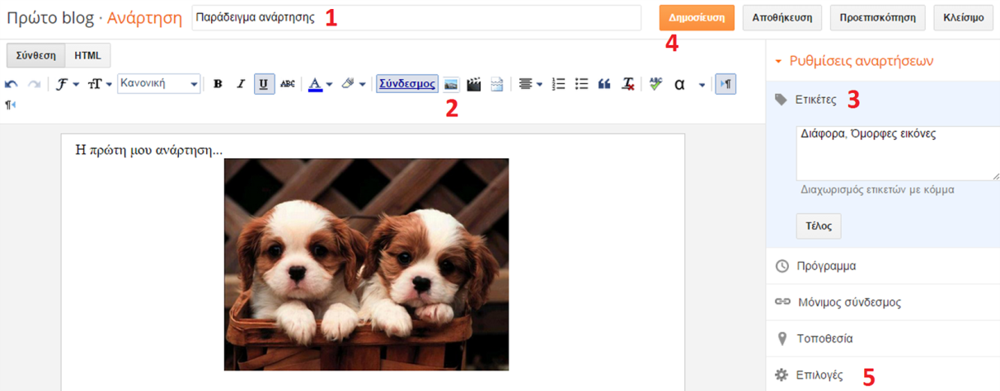 Πρώτο blog · Ανάρτηση Παράδειγμα ανάρτησης 1 Δημοσίευση Αποθήκευση Προεπισκόπηση Κλείσιμο
4
Σύνθεση HTML
Κανονική B I U ABC A Σύνδεσμος ABC α
2
Η πρώτη μου ανάρτηση...
Ρυθμίσεις αναρτήσεων
Ετικέτες 3
Διάφορα, Όμορφες εικόνες
Διαχωρισμός ετικετών με κόμμα
Τέλος
Πρόγραμμα
Μόνιμος σύνδεσμος
Τοποθεσία
Επιλογές 5